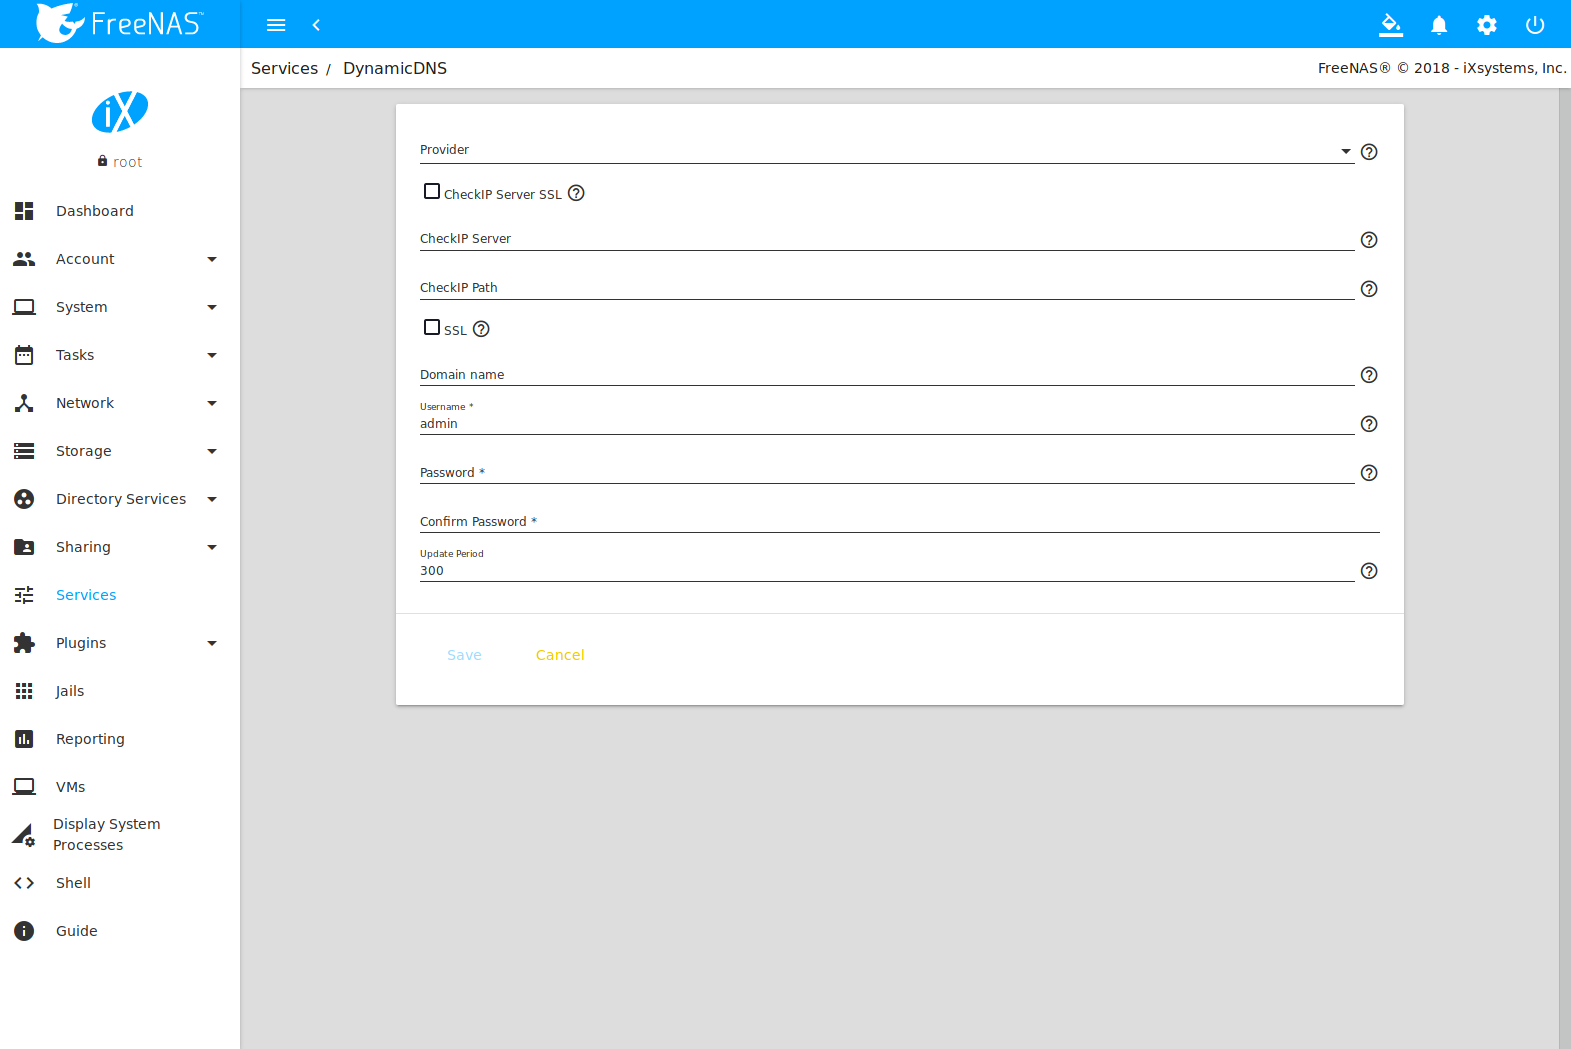 FreeNAS™
Services / DynamicDNS
FreeNAS® © 2018 - iXsystems, Inc.
iX
root
Dashboard
Account
System
Tasks
Network
Storage
Directory Services
Sharing
Services
Plugins
Jails
Reporting
VMs
Display System
Processes
Shell
Guide
Provider
CheckIP Server SSL
CheckIP Server
CheckIP Path
SSL
Domain name
Username *
admin
Password *
Confirm Password *
Update Period
300
Save Cancel